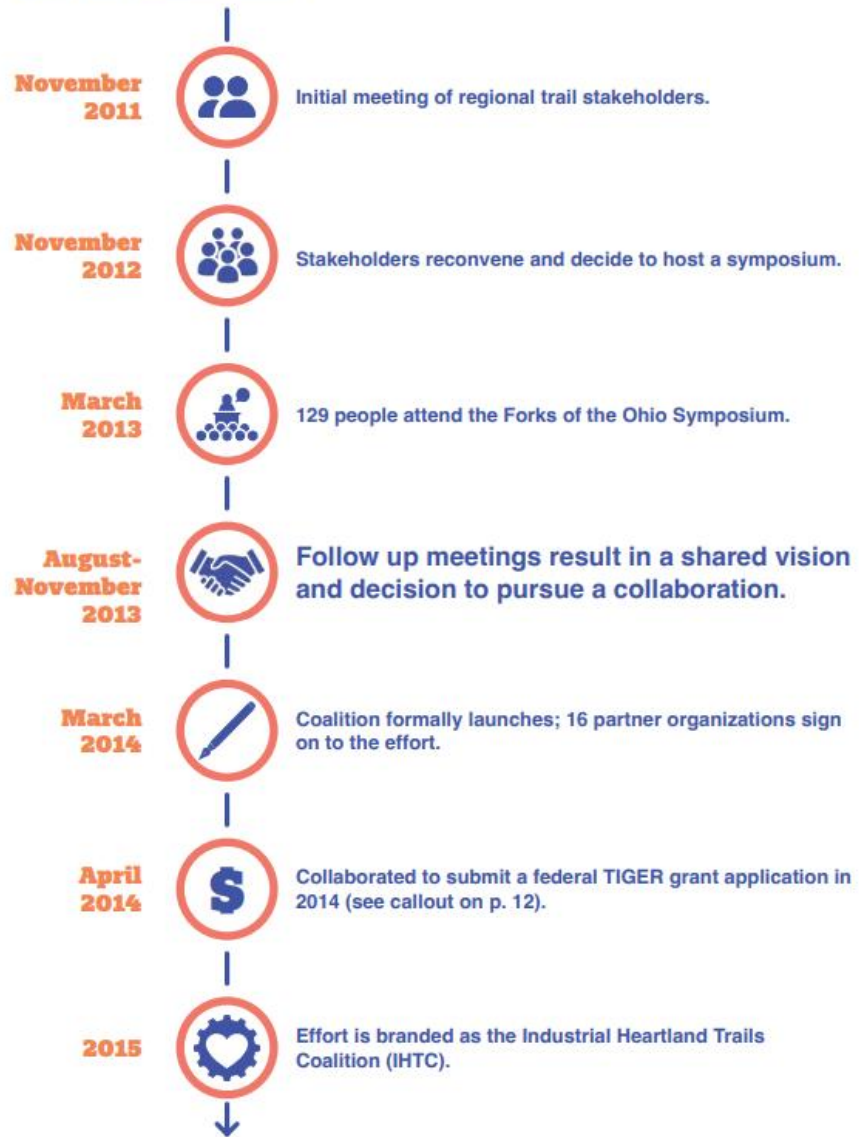 November
2011
Initial meeting of regional trail stakeholders.
November
2012
Stakeholders reconvene and decide to host a symposium.
March
2013
129 people attend the Forks of the Ohio Symposium.
August-
November
2013
Follow up meetings result in a shared vision
and decision to pursue a collaboration.
March
2014
Coalition formally launches; 16 partner organizations sign
on to the effort.
April
2014
$
Collaborated to submit a federal TIGER grant application in
2014 (see callout on p. 12).
2015
Effort is branded as the Industrial Heartland Trails
Coalition (IHTC).